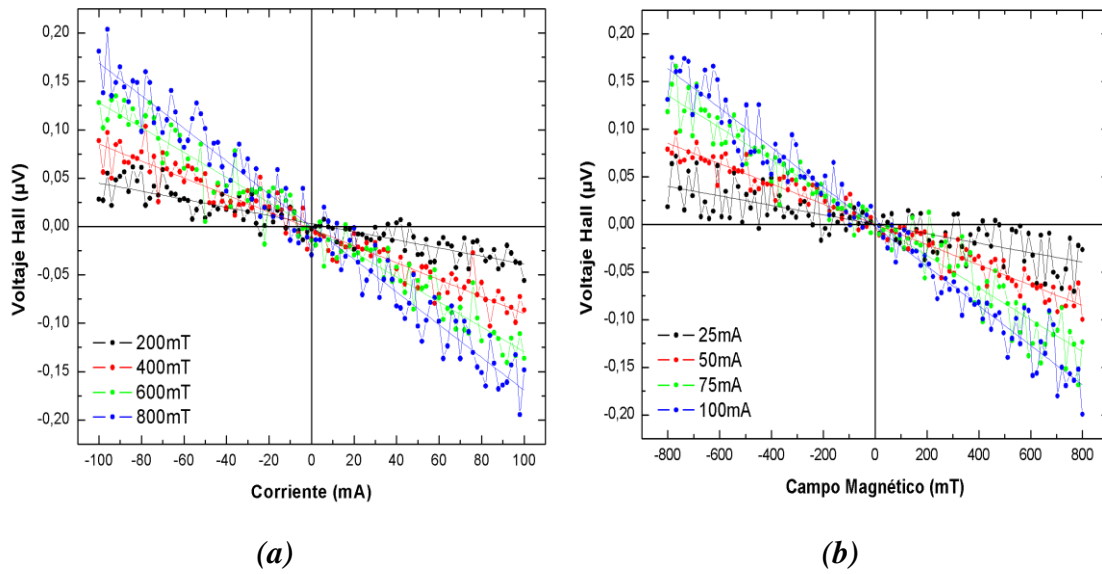 (a)
0,20
0,15
0,10
0,05
0,00
-0,05
-0,10
-0,15
-0,20
Voltaje Hall (µV)
200mT
400mT
600mT
800mT
-100 -80 -60 -40 -20 0 20 40 60 80 100
Corriente (mA)
(a)
(b)
0,20
0,15
0,10
0,05
0,00
-0,05
-0,10
-0,15
-0,20
Voltaje Hall (µV)
25mA
50mA
75mA
100mA
-800 -600 -400 -200 0 200 400 600 800
Campo Magnético (mT)
(b)